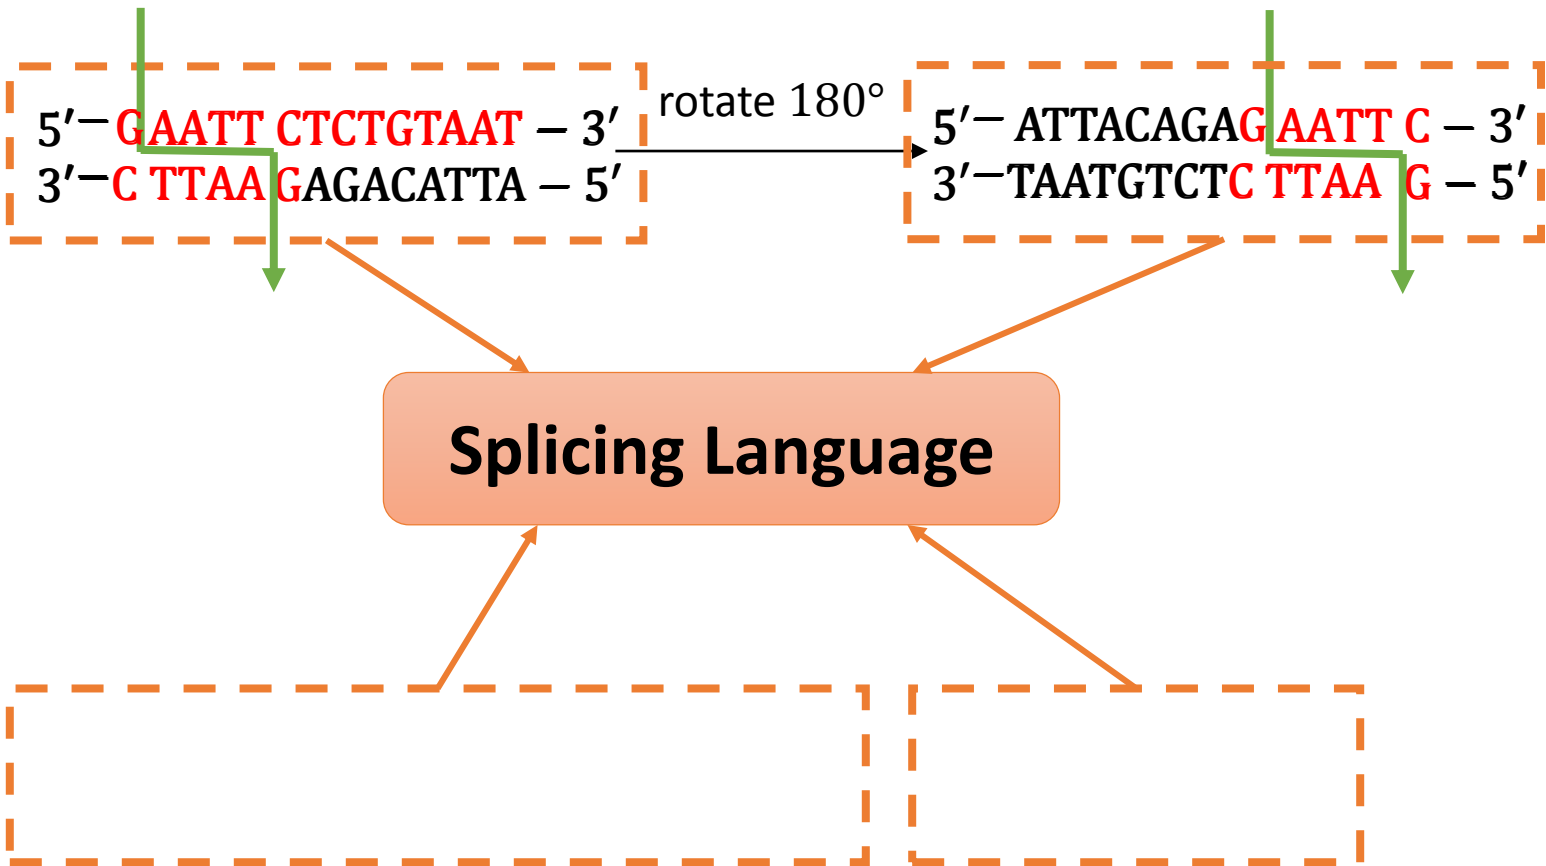 5′− GAATT CTCTGTAAT − 3′
3′−C TTAA GAGACATTA − 5′
rotate 180°
5′− ATTACAGAG AATT C − 3′
3′−TAATGTCTC TTAA G − 5′
Splicing Language